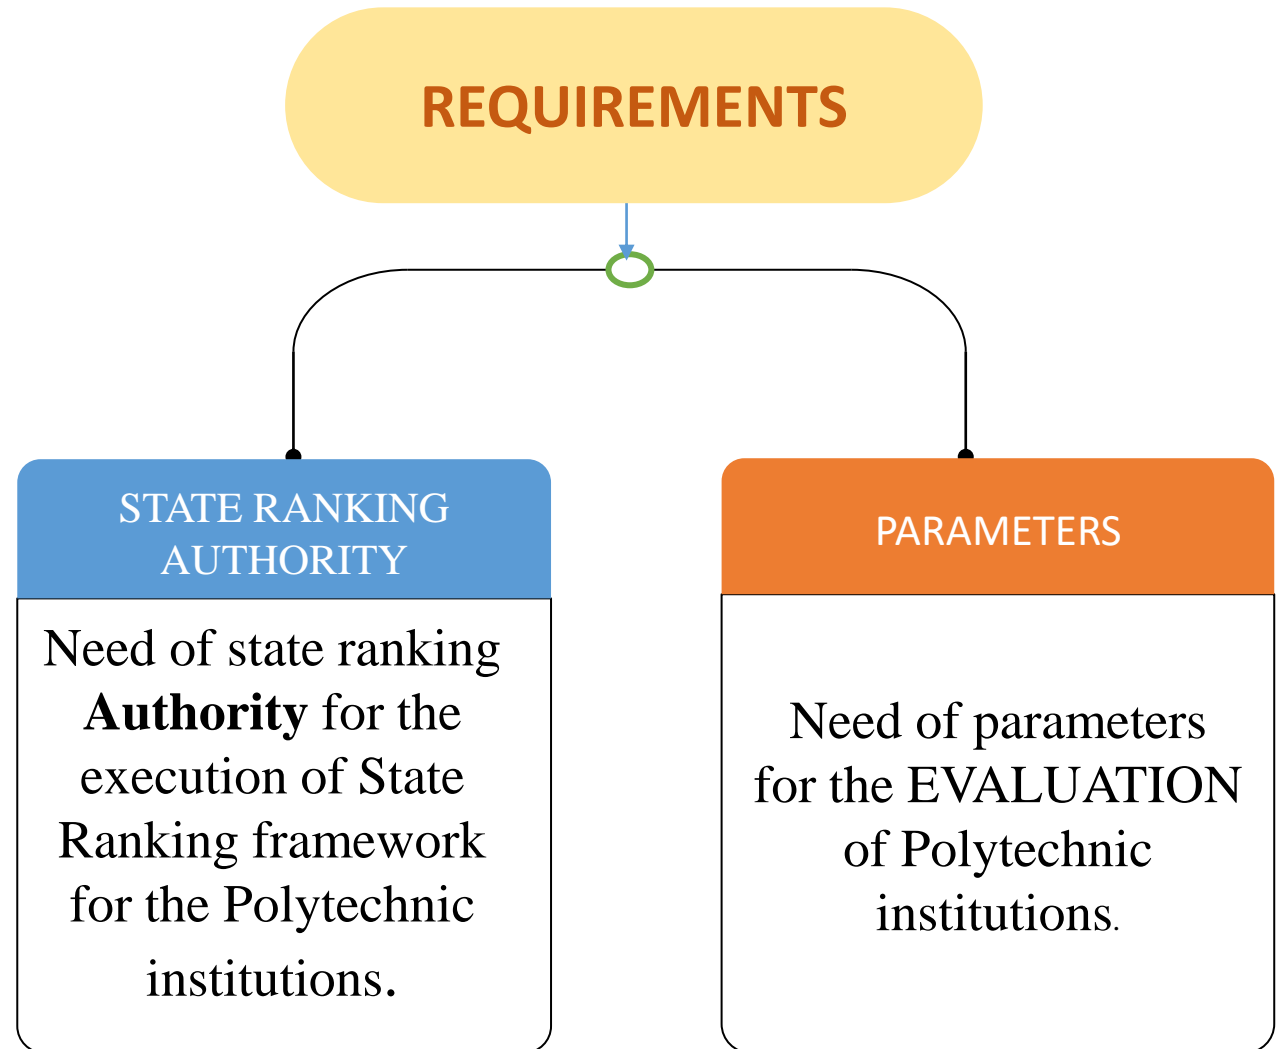 REQUIREMENTS
STATE RANKING
AUTHORITY
Need of state ranking
Authority for the
execution of State
Ranking framework
for the Polytechnic
institutions.
PARAMETERS
Need of parameters
for the EVALUATION
of Polytechnic
institutions.